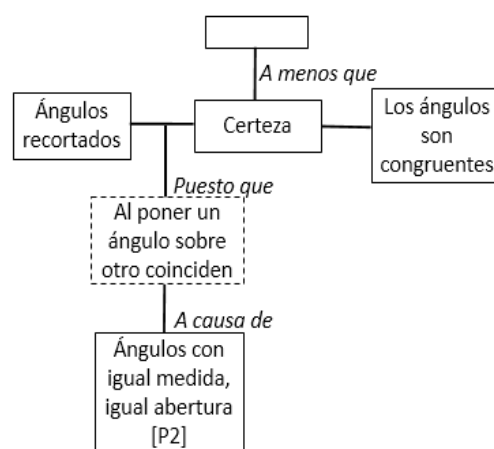 A menos que
Ángulos
recortados
Certeza
Los ángulos
son
congruentes
Puesto que
Al poner un
ángulo sobre
otro coinciden
A causa de
Ángulos con
igual medida,
igual abertura
[P2]